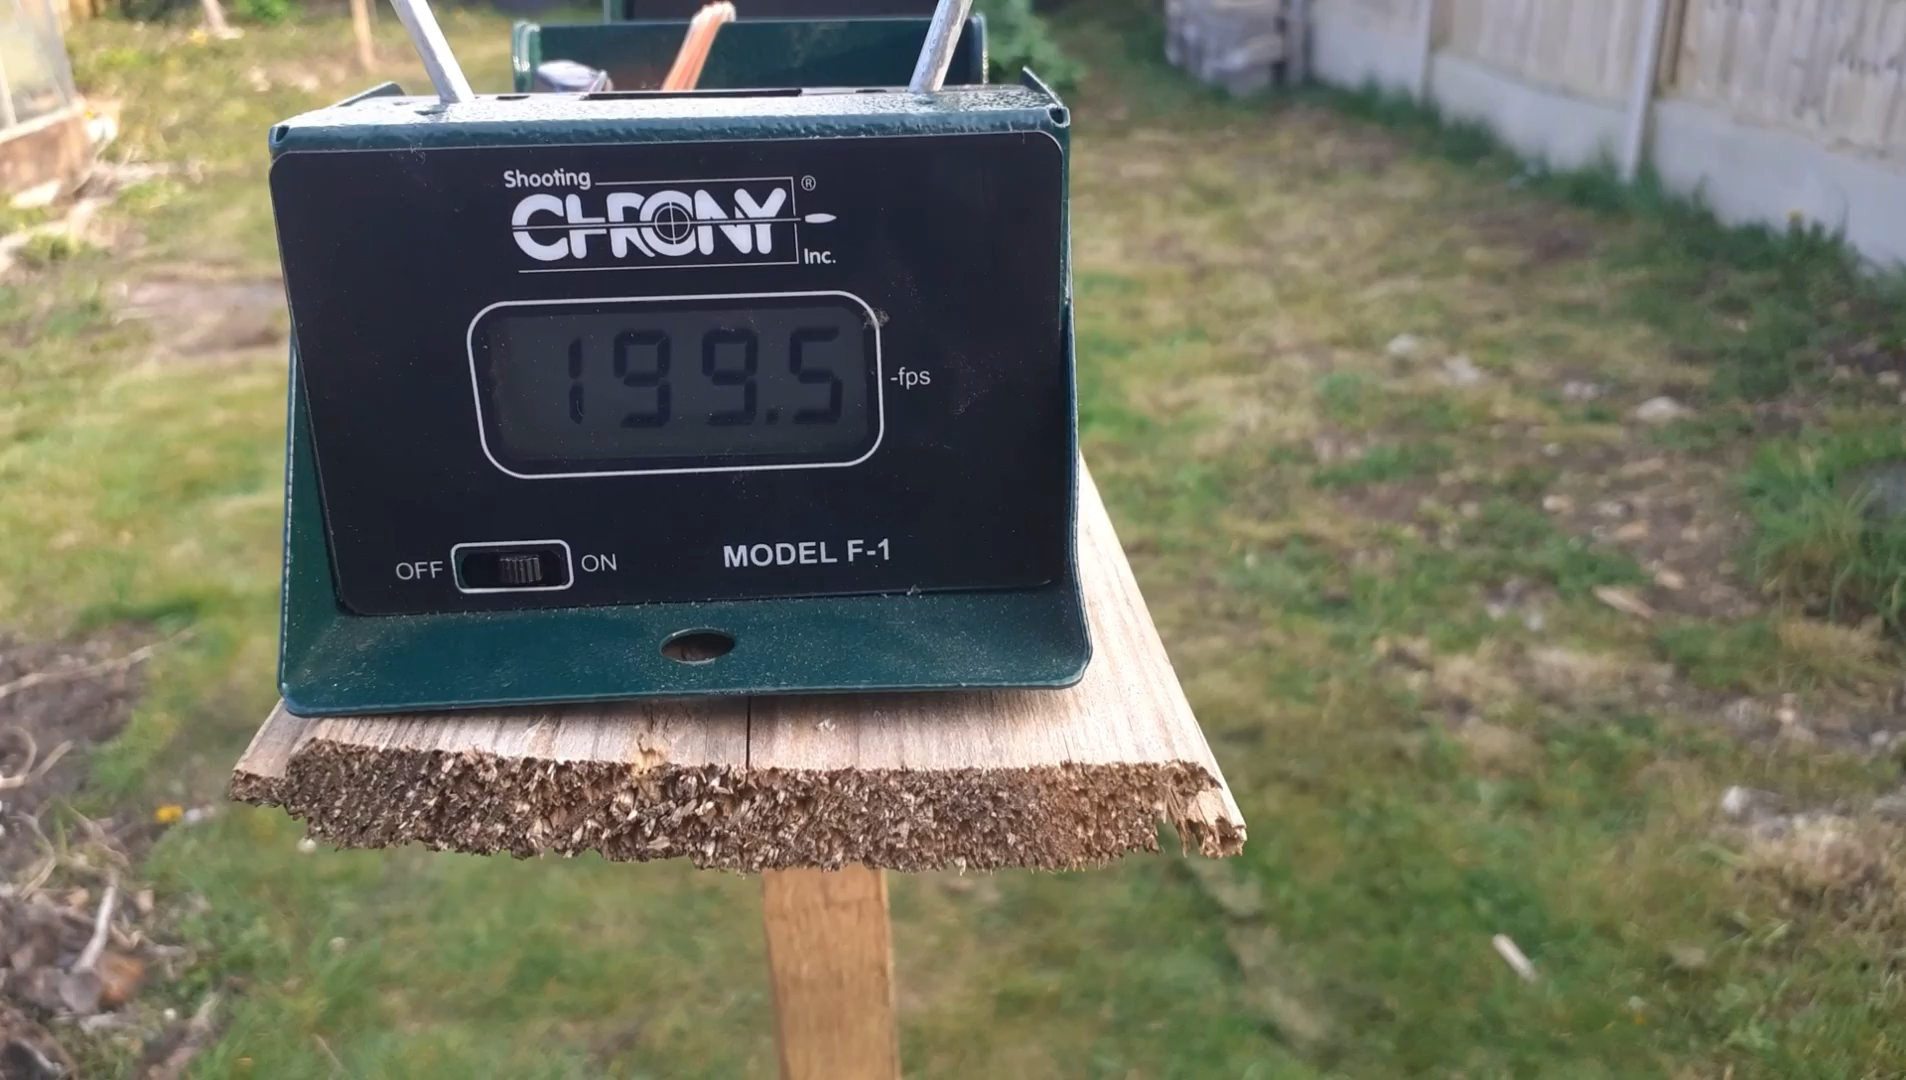 Shooting
CHRONY ®
Inc.
199.5
-fps
OFF ON
MODEL F-1